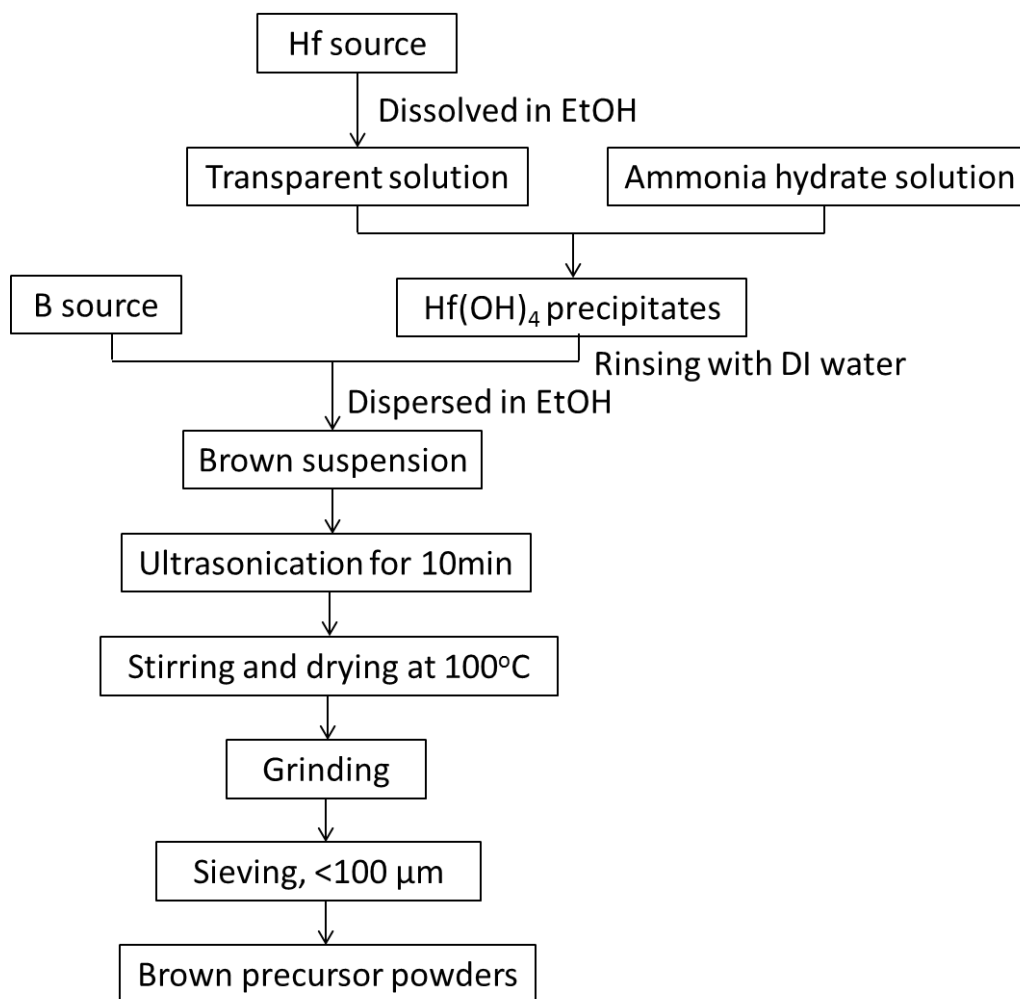 Hf source
Dissolved in EtOH
Transparent solution
Ammonia hydrate solution
B source
Hf(OH)₄ precipitates
Rinsing with DI water
Dispersed in EtOH
Brown suspension
Ultrasonication for 10min
Stirring and drying at 100°C
Grinding
Sieving, <100 µm
Brown precursor powders